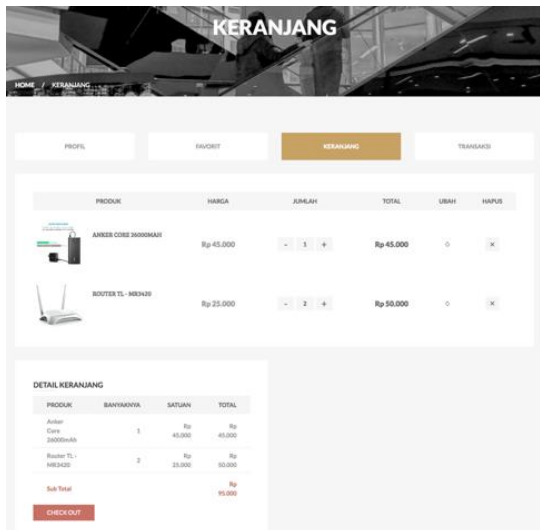 KERANJANG
HOME / KERANJANG
PROFIL FAVORIT KERANJANG TRANSAKSI
PRODUK HARGA JUMLAH TOTAL UBAH HAPUS
ANKER CORE 26000MAH Rp 45.000 - 1 + Rp 45.000
ROUTER TL - MR3420 Rp 25.000 - 2 + Rp 50.000
DETAIL KERANJANG
PRODUK BANYAKNYA SATUAN TOTAL
Anker Rp Rp
Core 1 45.000 45.000
26000mAh
Router TL - Rp Rp
MR3420 2 25.000 50.000
Sub Total Rp
95.000
CHECK OUT